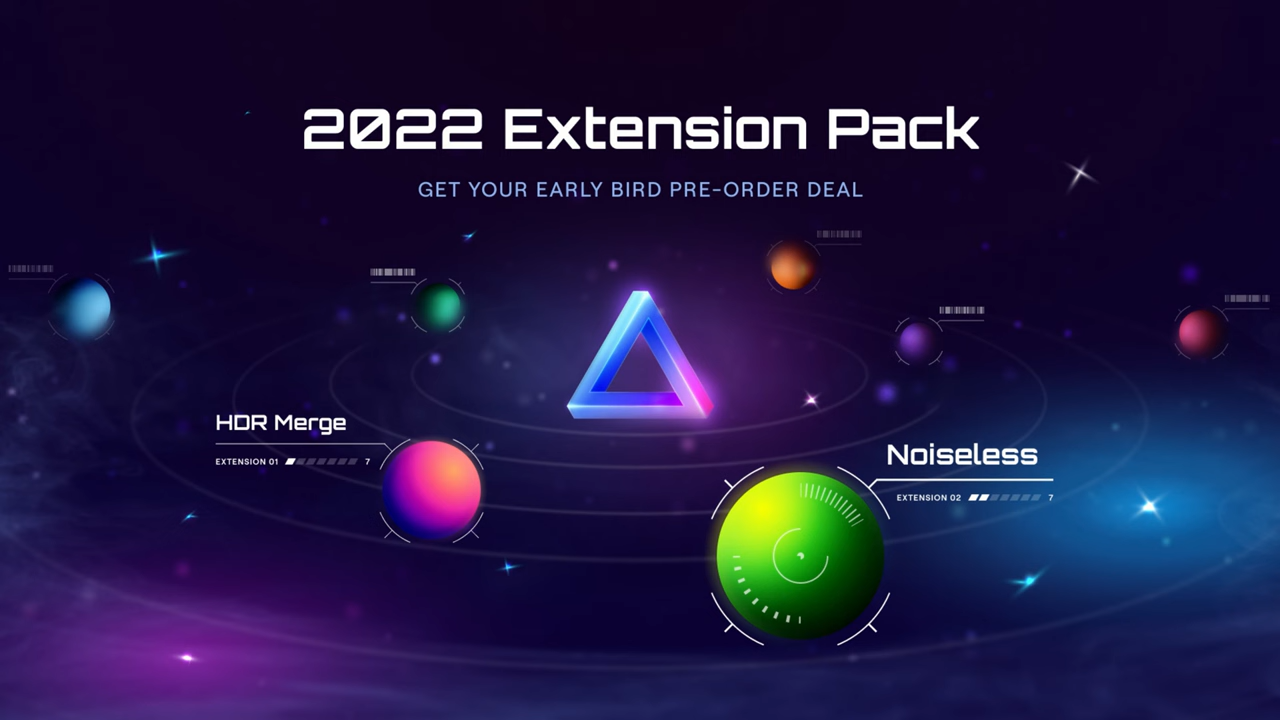 2022 Extension Pack
GET YOUR EARLY BIRD PRE-ORDER DEAL
HDR Merge
EXTENSION 01 7
Noiseless
EXTENSION 02 7